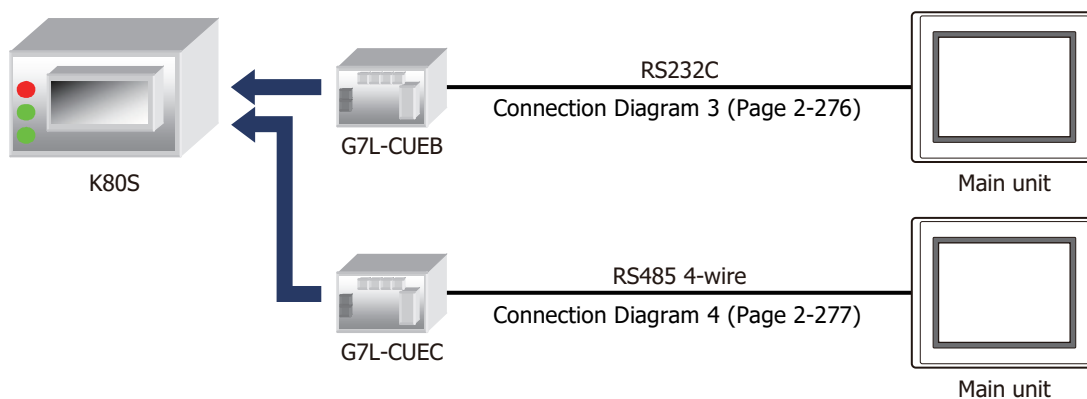 RS232C
Connection Diagram 3 (Page 2-276)
G7L-CUEB
K80S
Main unit
RS485 4-wire
Connection Diagram 4 (Page 2-277)
G7L-CUEC
Main unit